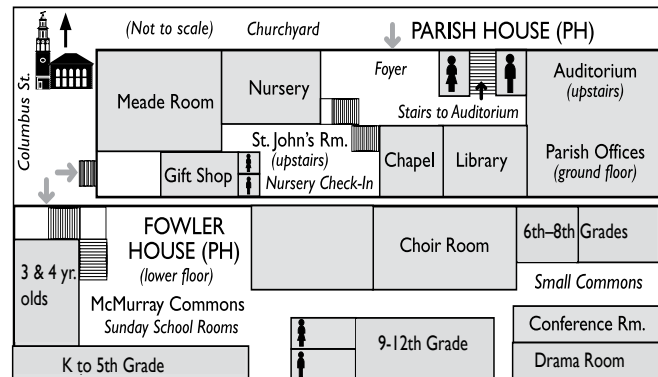 (Not to scale)
Churchyard
PARISH HOUSE (PH)
Columbus St.
Meade Room
Nursery
Foyer
Stairs to Auditorium
Auditorium
(upstairs)
St. John's Rm.
(upstairs)
Nursery Check-In
Gift Shop
Chapel
Library
Parish Offices
(ground floor)
FOWLER
HOUSE (PH)
(lower floor)
3 & 4 yr.
olds
McMurray Commons
Sunday School Rooms
K to 5th Grade
Choir Room
6th–8th Grades
Small Commons
9-12th Grade
Conference Rm.
Drama Room